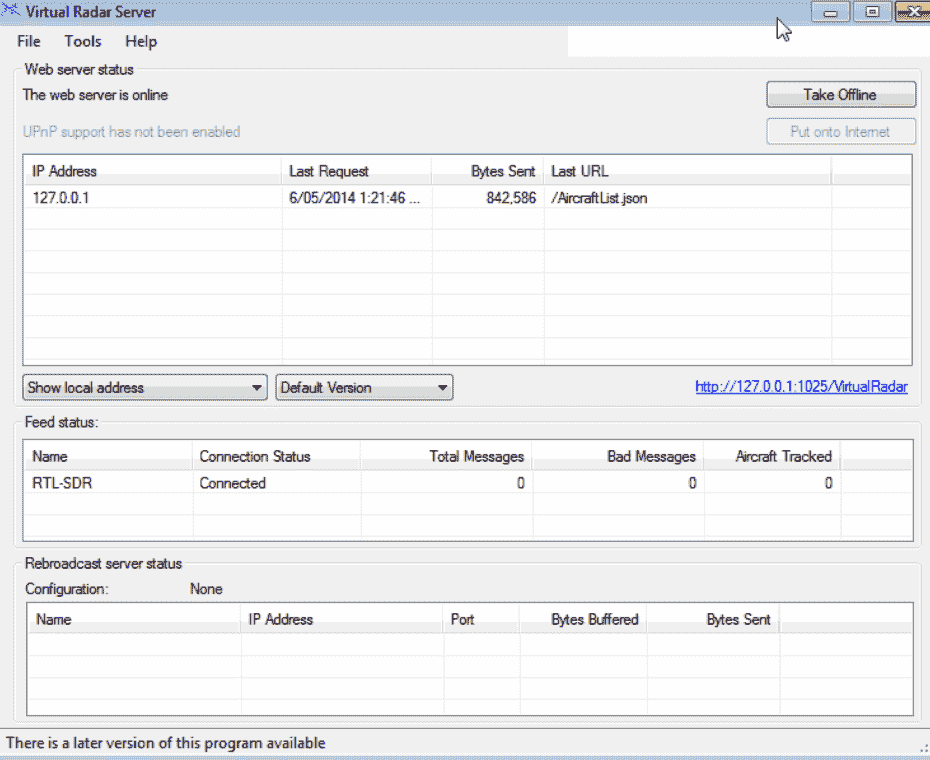 Virtual Radar Server
File Tools Help
Web server status
The web server is online
Take Offline
UPnP support has not been enabled
Put onto Internet
IP Address Last Request Bytes Sent Last URL
127.0.0.1 6/05/2014 1:21:46 ... 842,586 /AircraftList.json
Show local address Default Version http://127.0.0.1:1025/VirtualRadar
Feed status:
Name Connection Status Total Messages Bad Messages Aircraft Tracked
RTL-SDR Connected 0 0 0
Rebroadcast server status
Configuration: None
Name IP Address Port Bytes Buffered Bytes Sent
There is a later version of this program available